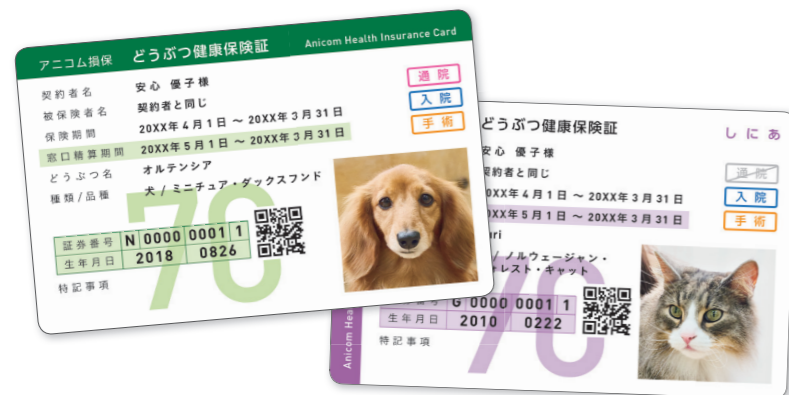 アニコム損保 どうぶつ健康保険証 Anicom Health Insurance Card
契約者名 安心 優子様
被保険者名 契約者と同じ
保険期間 20XX年4月1日 〜 20XX年3月31日
窓口精算期間 20XX年5月1日 〜 20XX年3月31日
どうぶつ名 オルテンシア
種類/品種 犬 / ミニチュア・ダックスフンド
通院
入院
手術
70
証券番号 N 0000 0001 1
生年月日 2018 0826
特記事項
どうぶつ健康保険証 しにあ
安心 優子様
契約者と同じ
20XX年4月1日 〜 20XX年3月31日
20XX年5月1日 〜 20XX年3月31日
/ ノルウェージャン・
レスト・キャット
通院
入院
手術
70
号 G 0000 0001 1
生年月日 2010 0222
特記事項
Anicom Hea